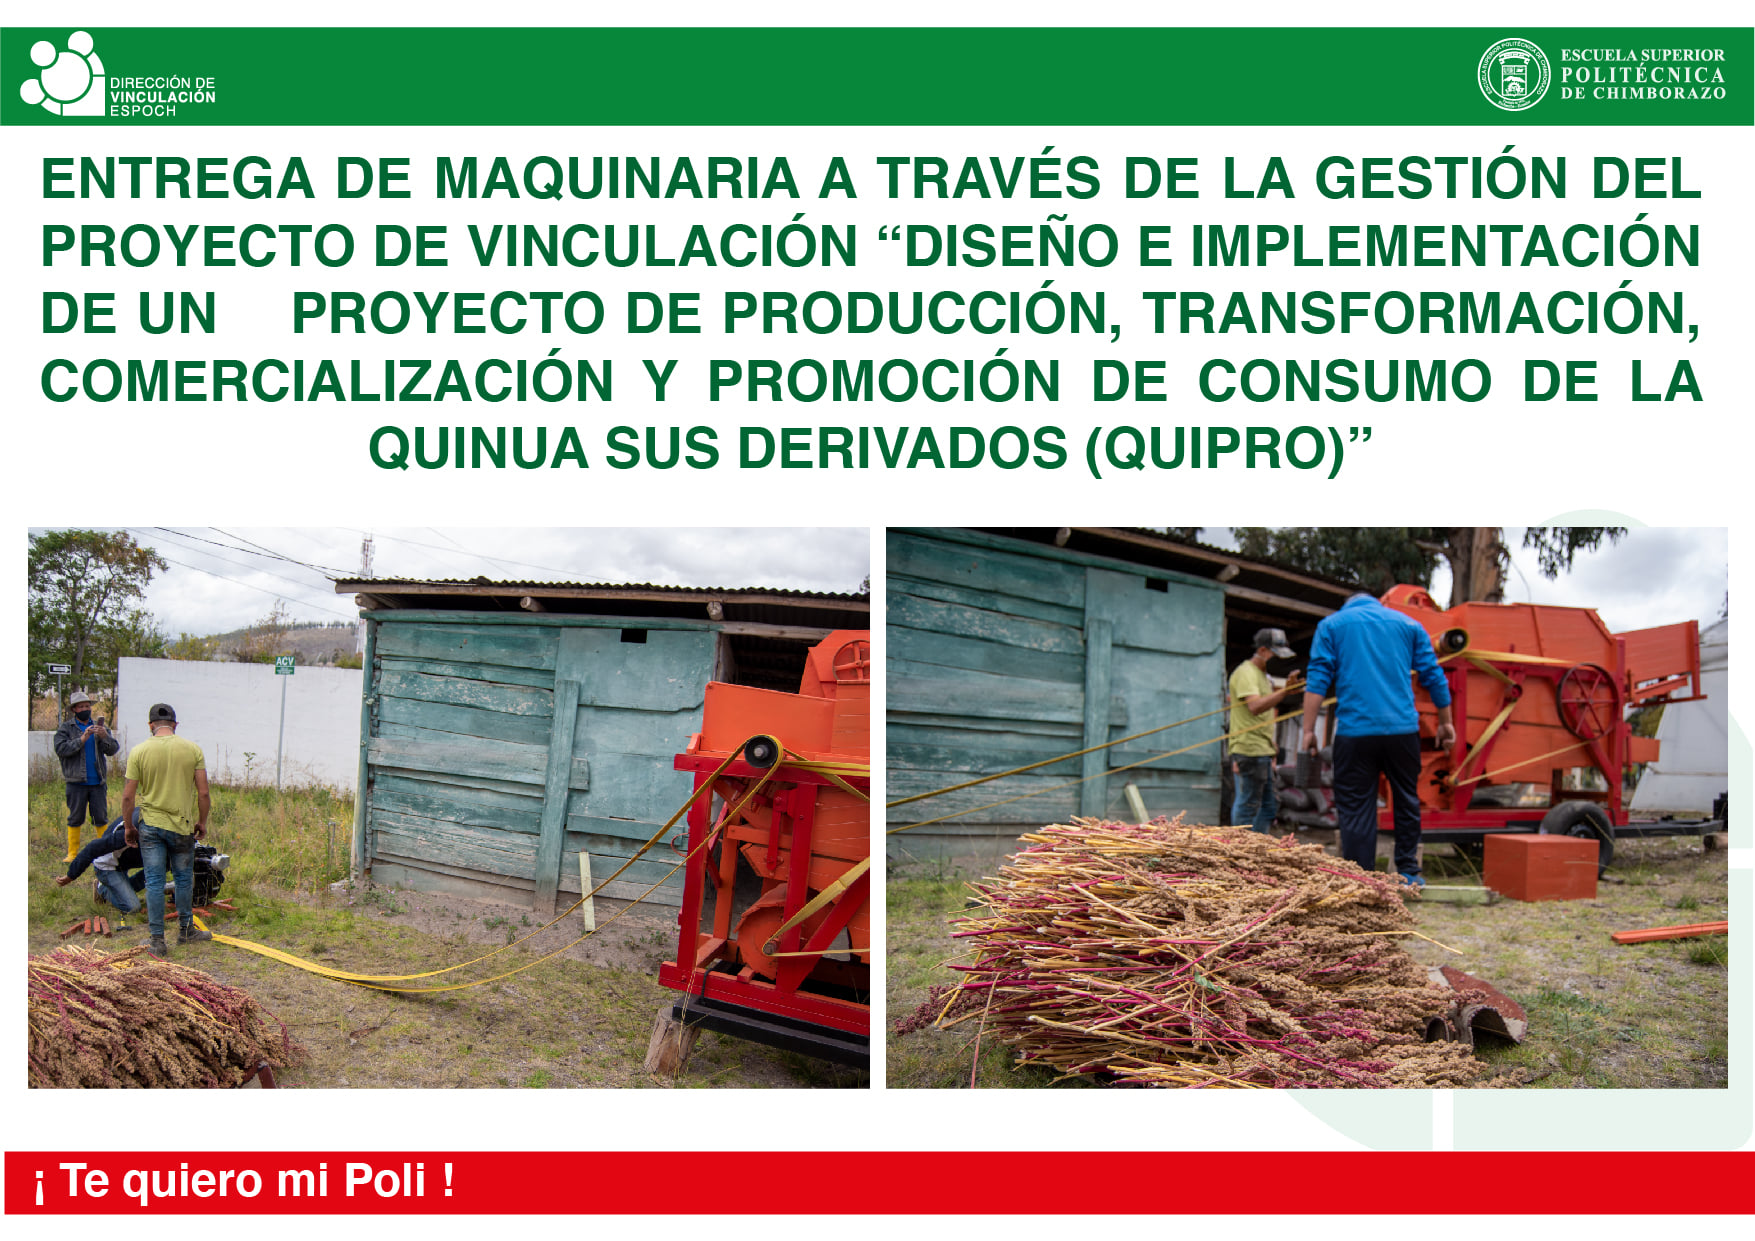 DIRECCIÓN DE
VINCULACIÓN
ESPOCH
ESCUELA SUPERIOR
POLITÉCNICA
DE CHIMBORAZO
ENTREGA DE MAQUINARIA A TRAVÉS DE LA GESTIÓN DEL
PROYECTO DE VINCULACIÓN “DISEÑO E IMPLEMENTACIÓN
DE UN PROYECTO DE PRODUCCIÓN, TRANSFORMACIÓN,
COMERCIALIZACIÓN Y PROMOCIÓN DE CONSUMO DE LA
QUINUA SUS DERIVADOS (QUIPRO)”
ACV
¡ Te quiero mi Poli !